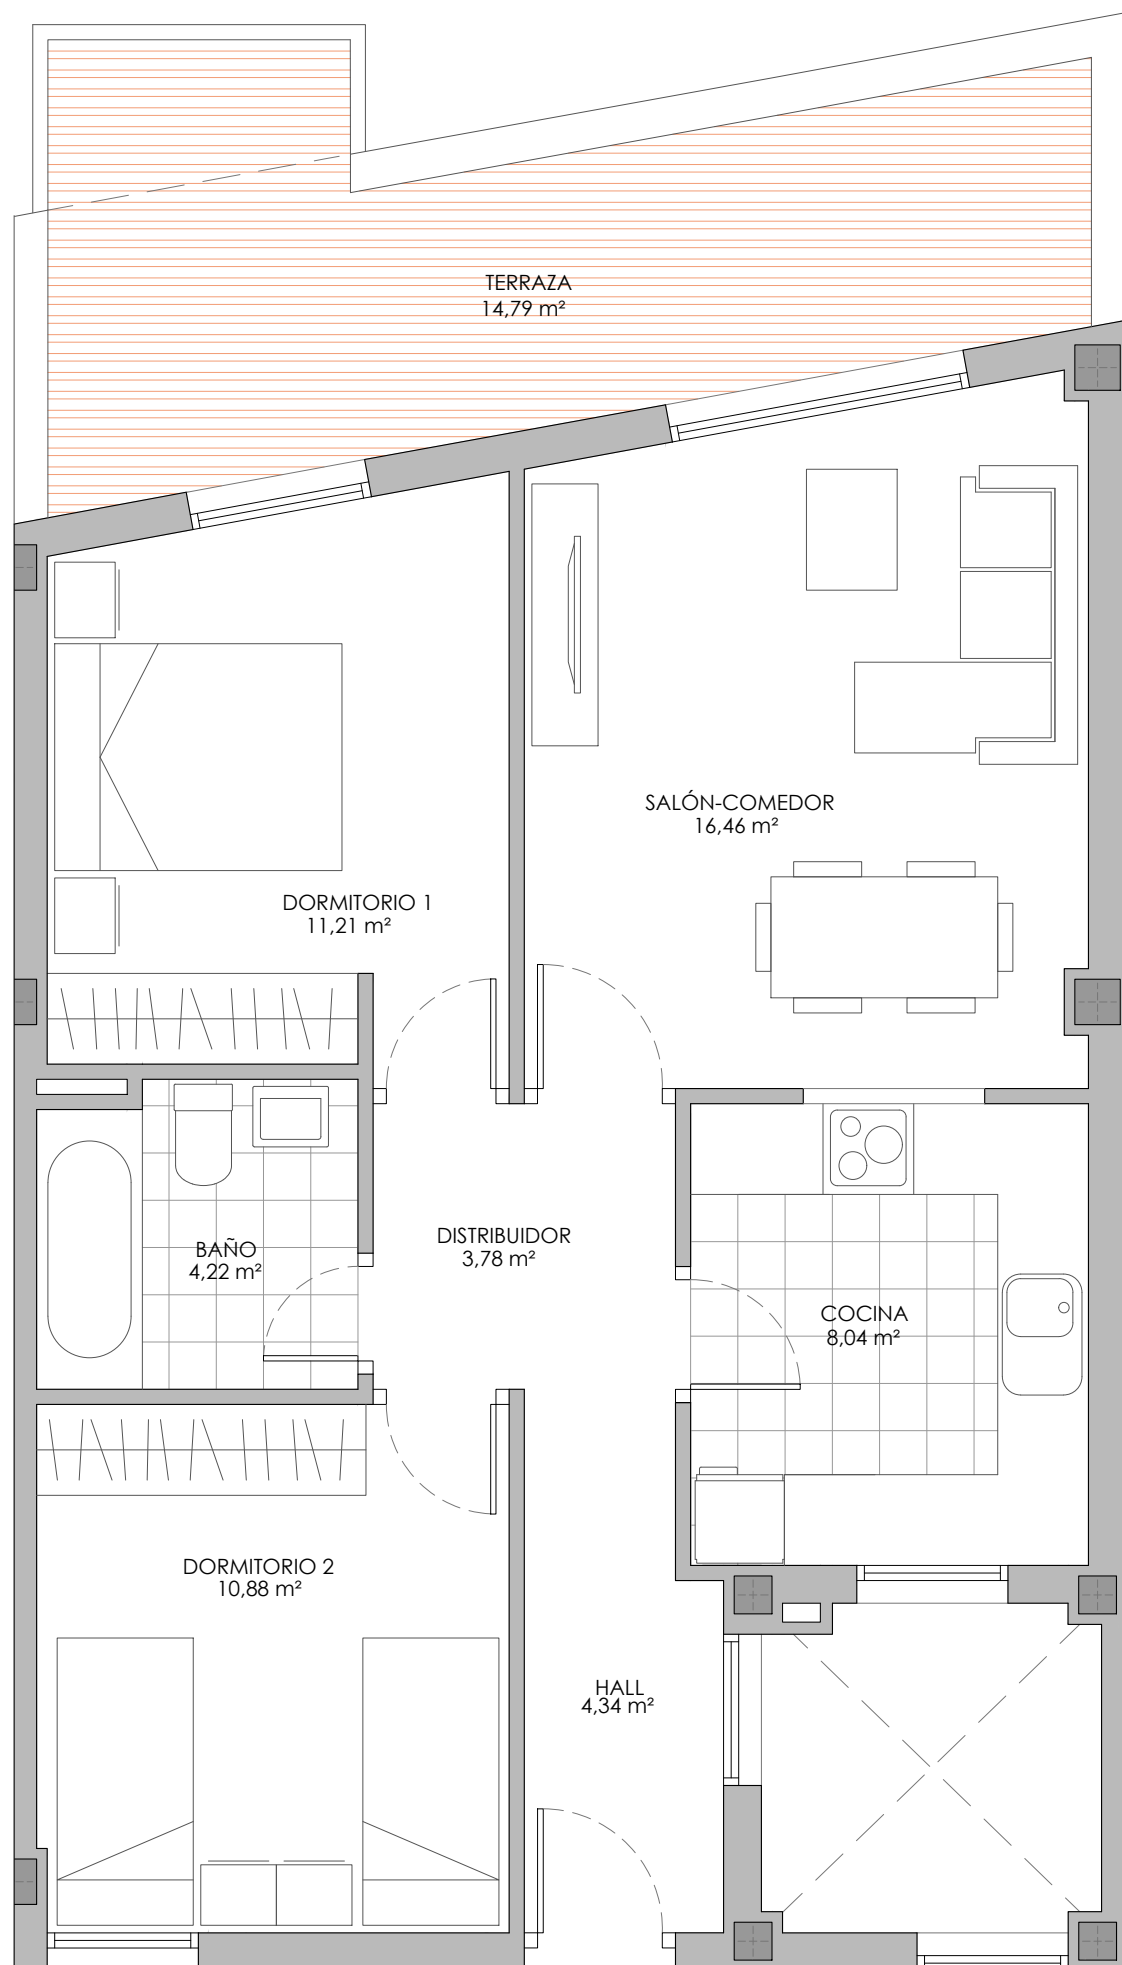 TERRAZA
14,79 m²
SALÓN-COMEDOR
16,46 m²
DORMITORIO 1
11,21 m²
DISTRIBUIDOR
3,78 m²
BAÑO
4,22 m²
COCINA
8,04 m²
DORMITORIO 2
10,88 m²
HALL
4,34 m²